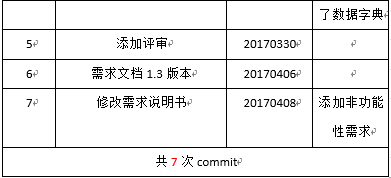 了数据字典
5 添加评审 20170330
6 需求文档 1.3 版本 20170406
7 修改需求说明书 20170408 添加非功能
性需求
共 7 次 commit